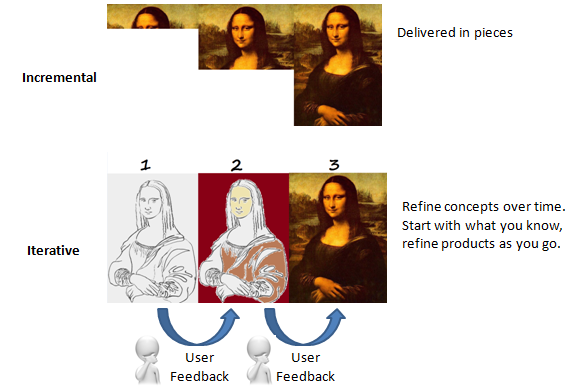 Delivered in pieces
Incremental
1 2 3
Refine concepts over time.
Start with what you know,
refine products as you go.
Iterative
User
Feedback
User
Feedback